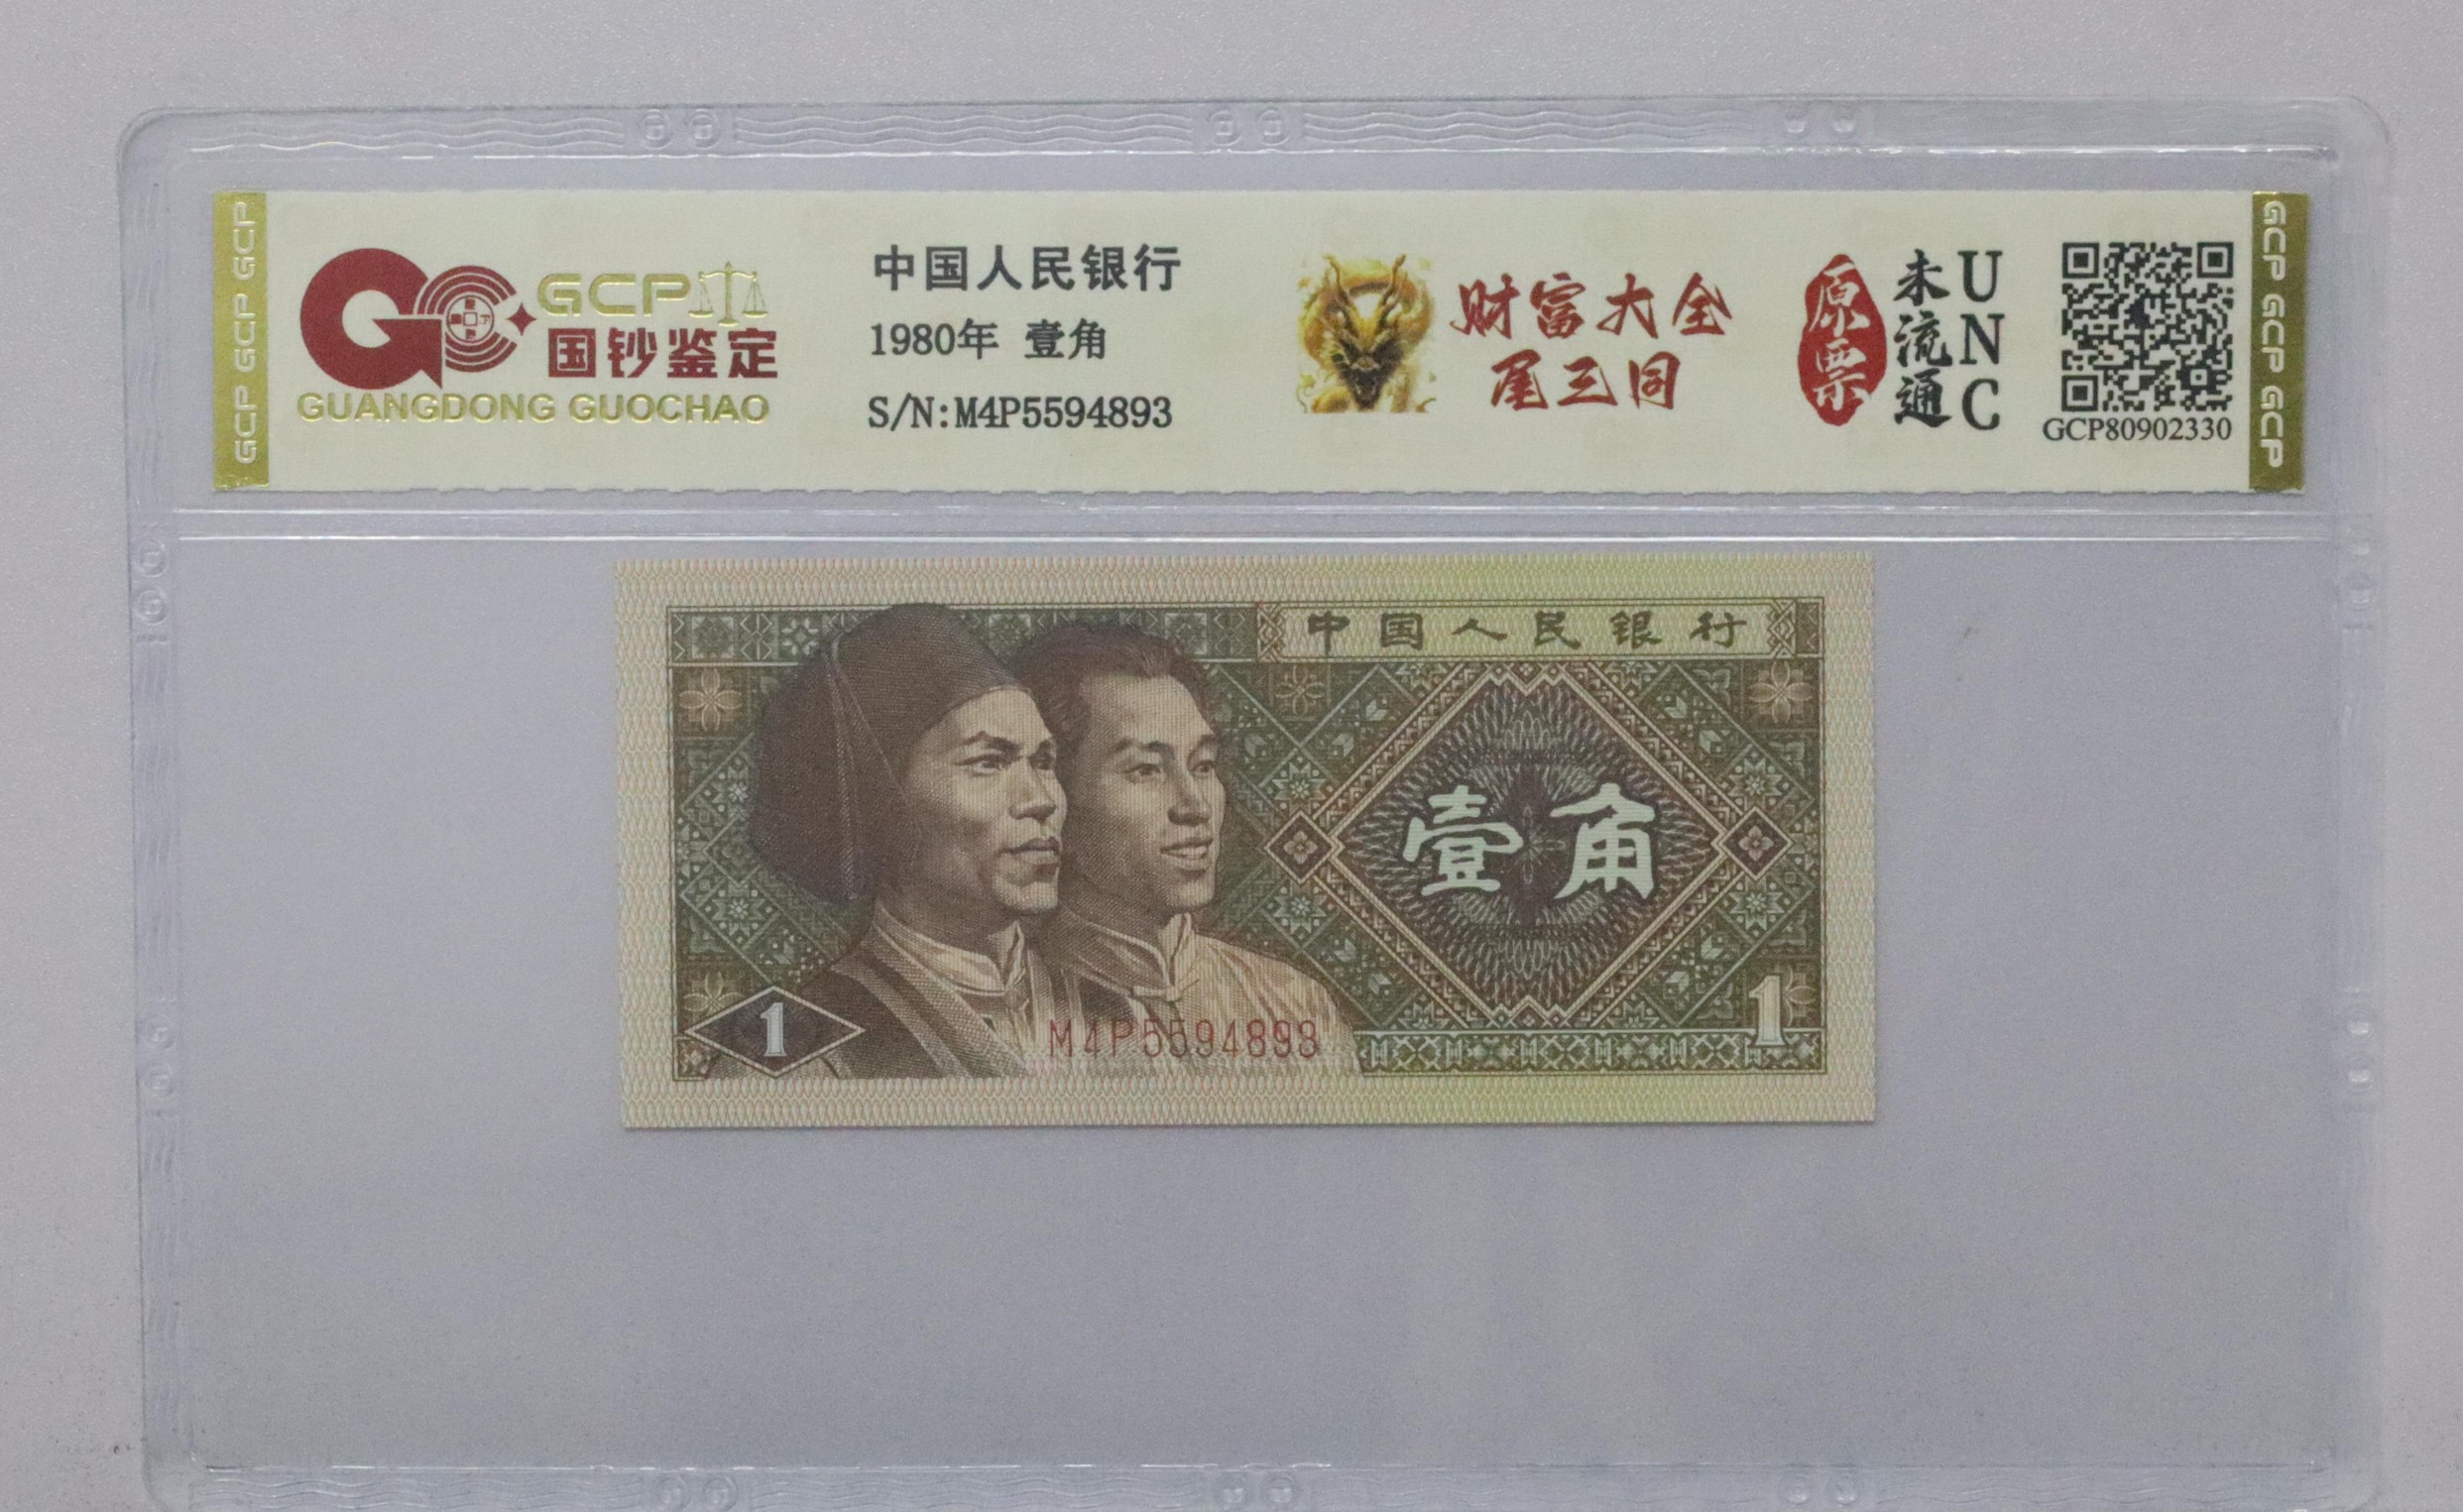 GCP GCP GCP
GCP
国钞鉴定
GUANGDONG GUOCHAO
中国人民银行
1980年 壹角
S/N:M4P5594893
财富大全
尾三同
原票
未流通
UNC
GCP80902330
GCP GCP GCP
中国人民银行
壹角
1
M4P5594893
1